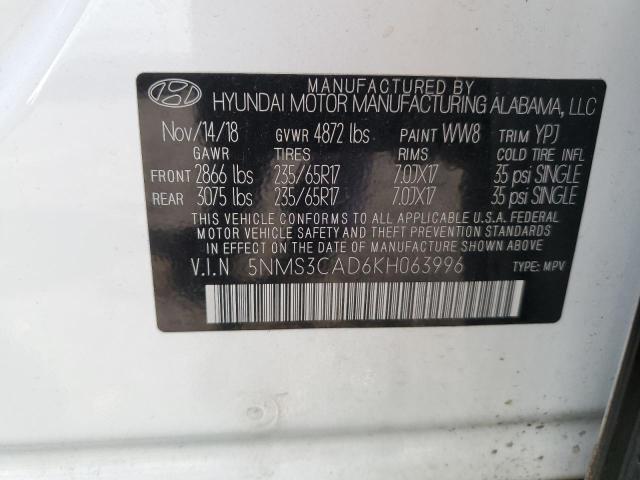 MANUFACTURED BY
HYUNDAI MOTOR MANUFACTURING ALABAMA, LLC
Nov/14/18 GVWR 4872 lbs PAINT WW8 TRIM YPJ
GAWR TIRES RIMS COLD TIRE INFL
FRONT 2866 lbs 235/65R17 7.0JX17 35 psi SINGLE
REAR 3075 lbs 235/65R17 7.0JX17 35 psi SINGLE
THIS VEHICLE CONFORMS TO ALL APPLICABLE U.S.A. FEDERAL
MOTOR VEHICLE SAFETY AND THEFT PREVENTION STANDARDS
IN EFFECT ON THE DATE OF MANUFACTURE SHOWN ABOVE.
V.I.N 5NMS3CAD6KH063996 TYPE: MPV